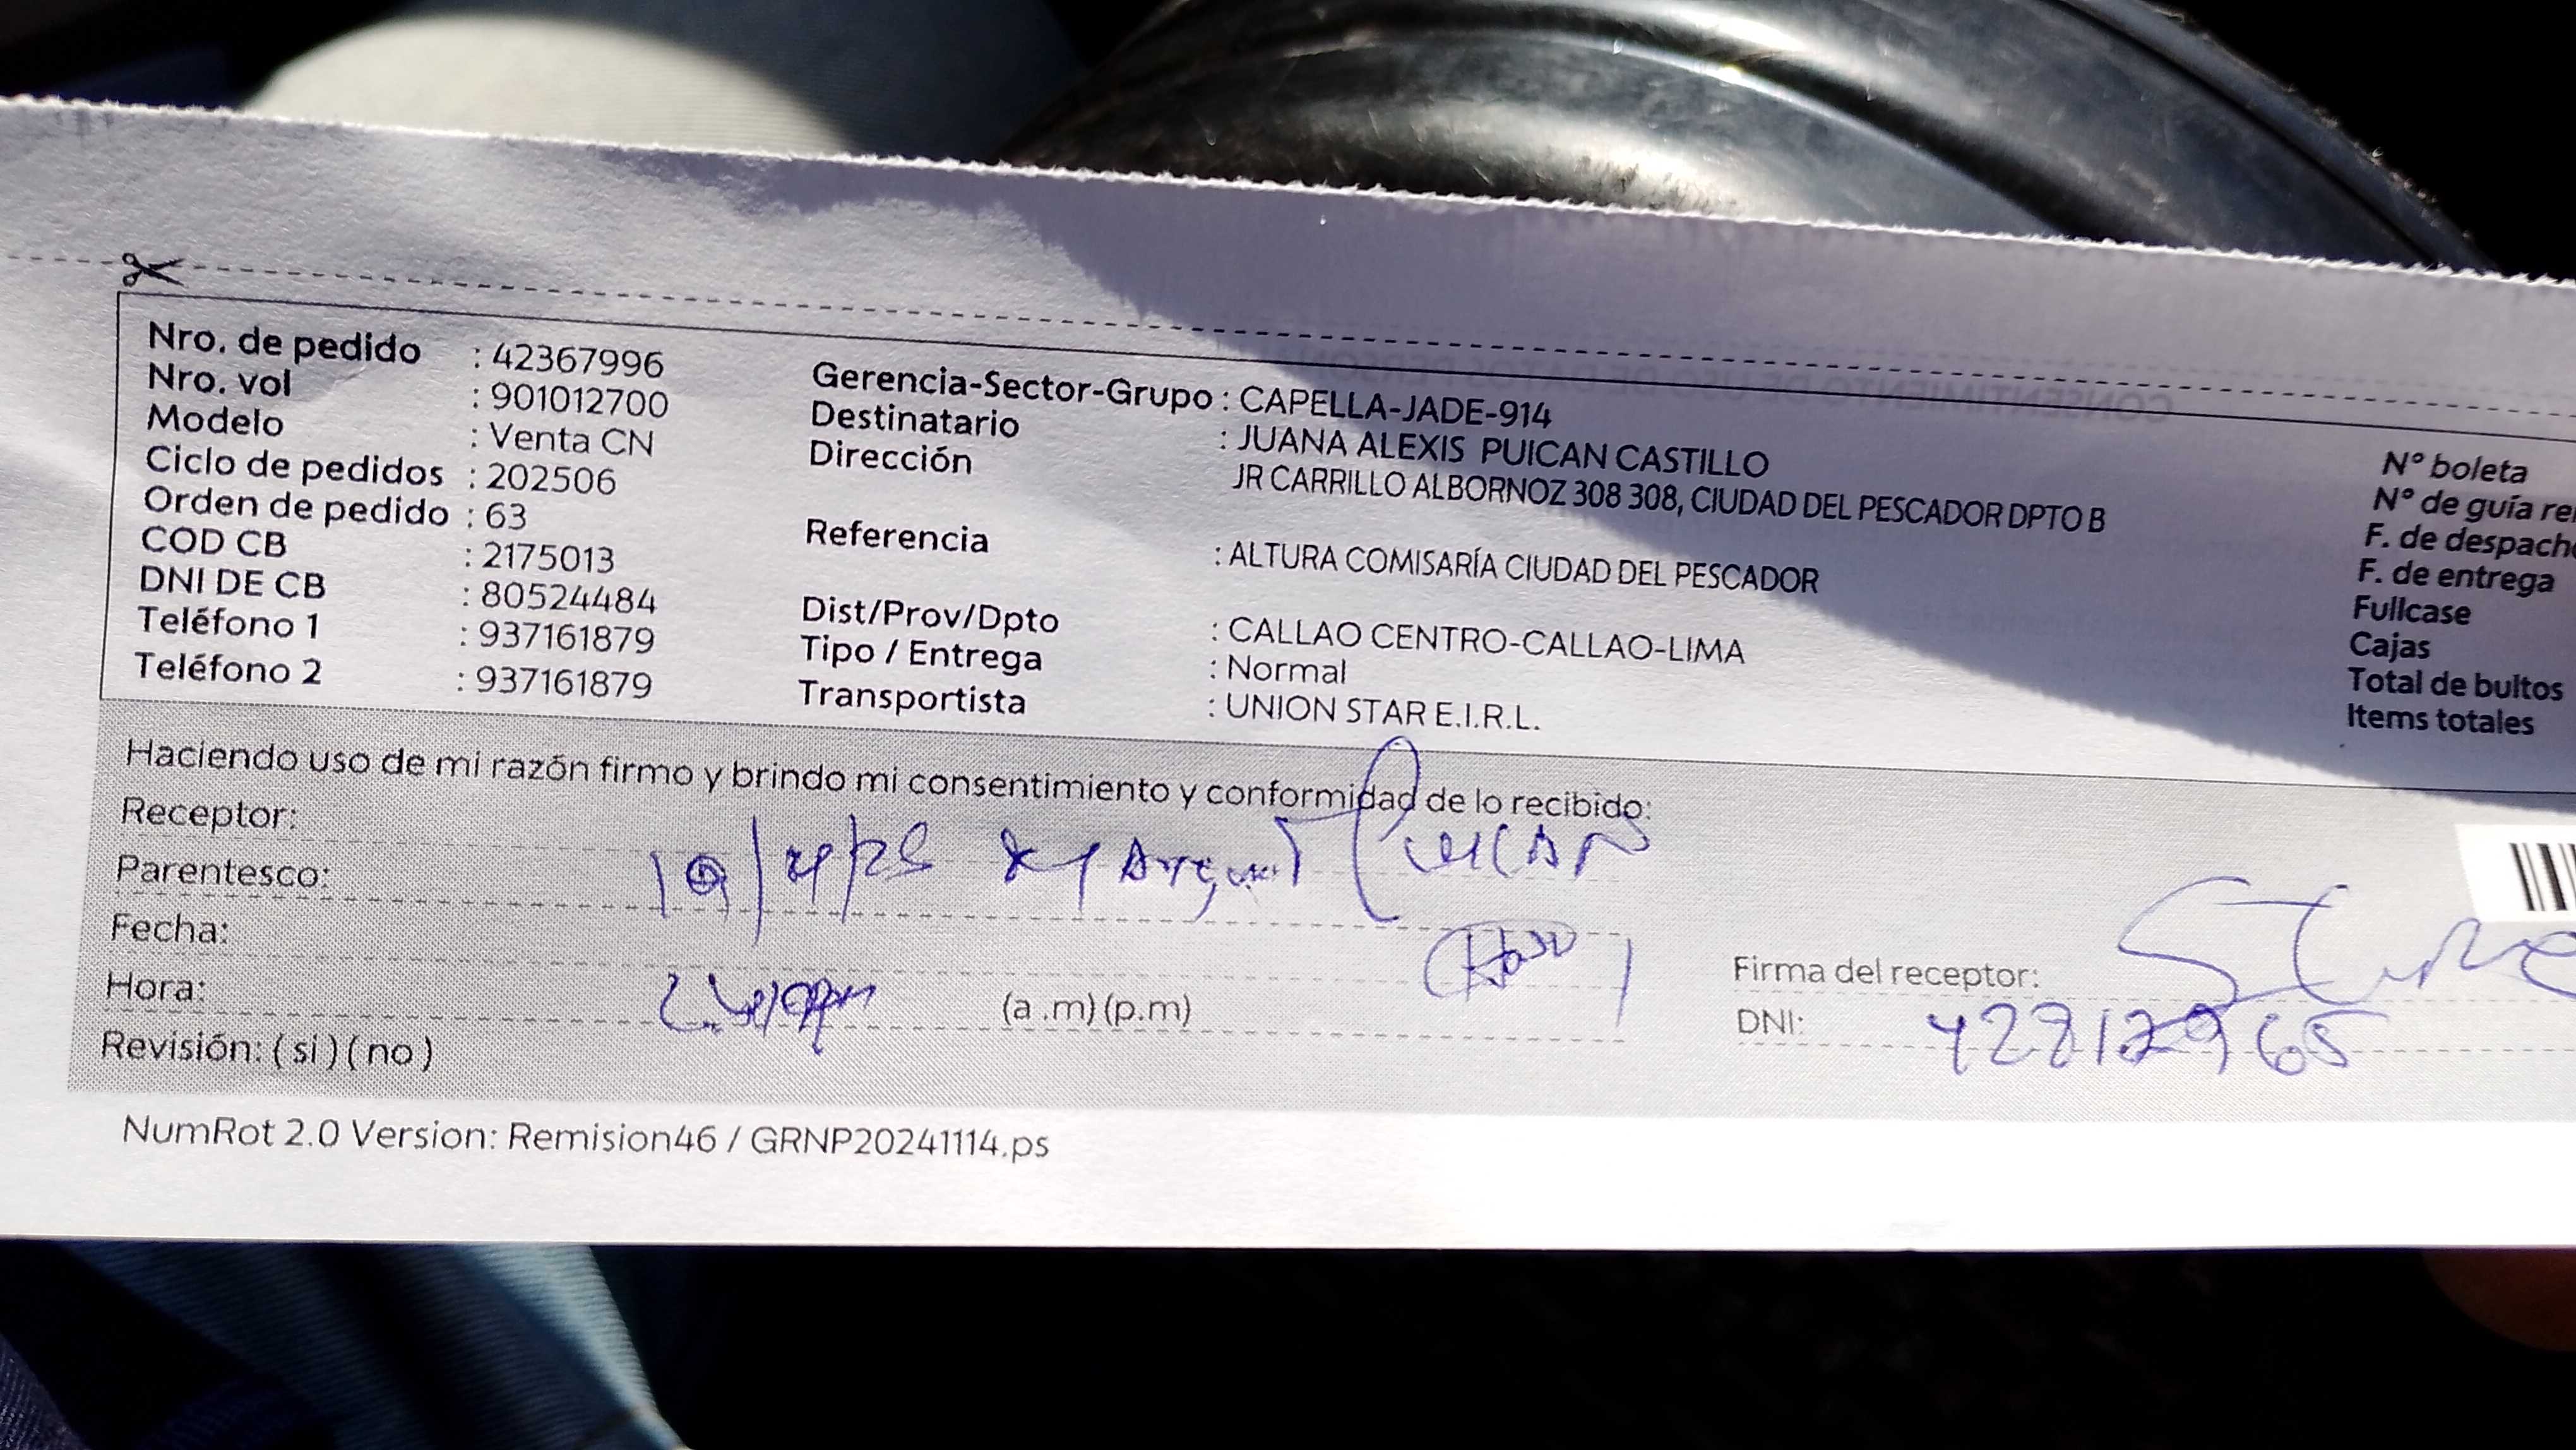 Nro. de pedido : 42367996
Nro. vol : 901012700
Modelo : Venta CN
Ciclo de pedidos : 202506
Orden de pedido : 63
COD CB : 2175013
DNI DE CB : 80524484
Teléfono 1 : 937161879
Teléfono 2 : 937161879
Gerencia-Sector-Grupo : CAPELLA-JADE-914
Destinatario : JUANA ALEXIS PUICAN CASTILLO
Dirección JR CARRILLO ALBORNOZ 308 308, CIUDAD DEL PESCADOR DPTO B
Referencia : ALTURA COMISARÍA CIUDAD DEL PESCADOR
Dist/Prov/Dpto : CALLAO CENTRO-CALLAO-LIMA
Tipo / Entrega : Normal
Transportista : UNION STAR E.I.R.L.
N° boleta
N° de guía
F. de despacho
F. de entrega
Fullcase
Cajas
Total de bultos
Items totales
Haciendo uso de mi razón firmo y brindo mi consentimiento y conformidad de lo recibido:
Receptor:
Parentesco:
Fecha:
Hora: (a .m) (p.m)
Revisión: ( si ) ( no )
Firma del receptor:
DNI:
NumRot 2.0 Version: Remision46 / GRNP20241114.ps